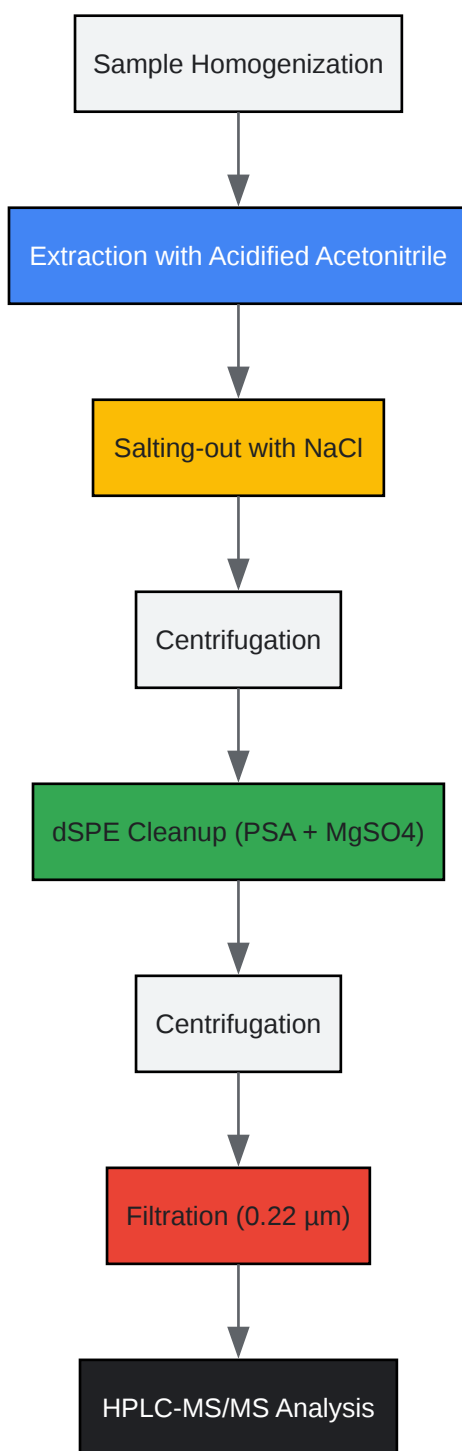 Sample Homogenization
Extraction with Acidified Acetonitrile
Salting-out with NaCl
Centrifugation
dSPE Cleanup (PSA + MgSO4)
Centrifugation
Filtration (0.22 µm)
HPLC-MS/MS Analysis